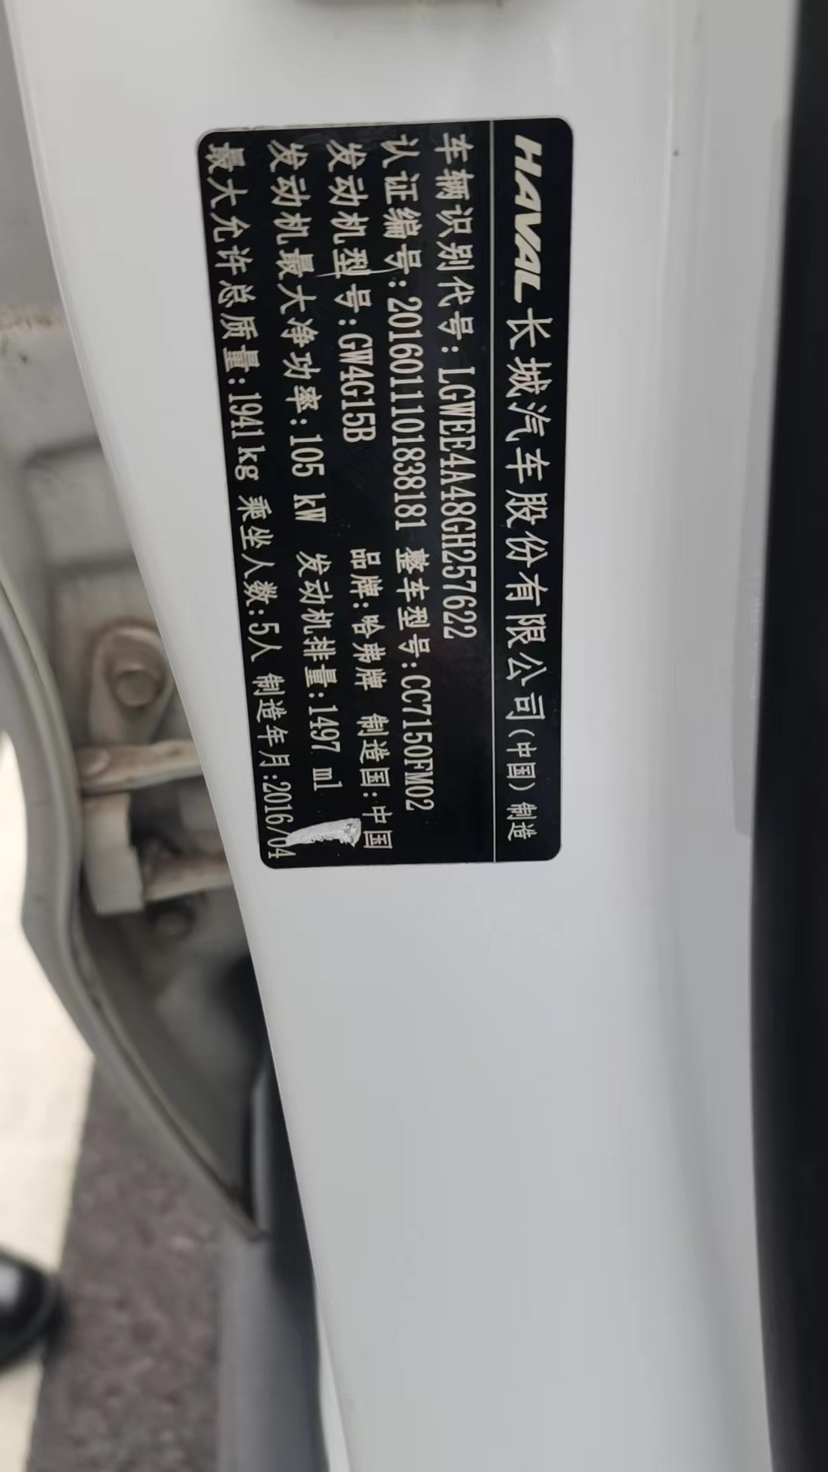 HAVAL 长城汽车股份有限公司(中国) 制造
车辆识别代号:LGWEE4A48GH257622
认证编号:2016011101838181 整车型号:CC7150FM02
发动机型号:GW4G15B 品牌:哈弗牌 制造国:中国
发动机最大净功率:105 kW 发动机排量:1497 ml
最大允许总质量:1941kg 乘坐人数:5人 制造年月:2016/04